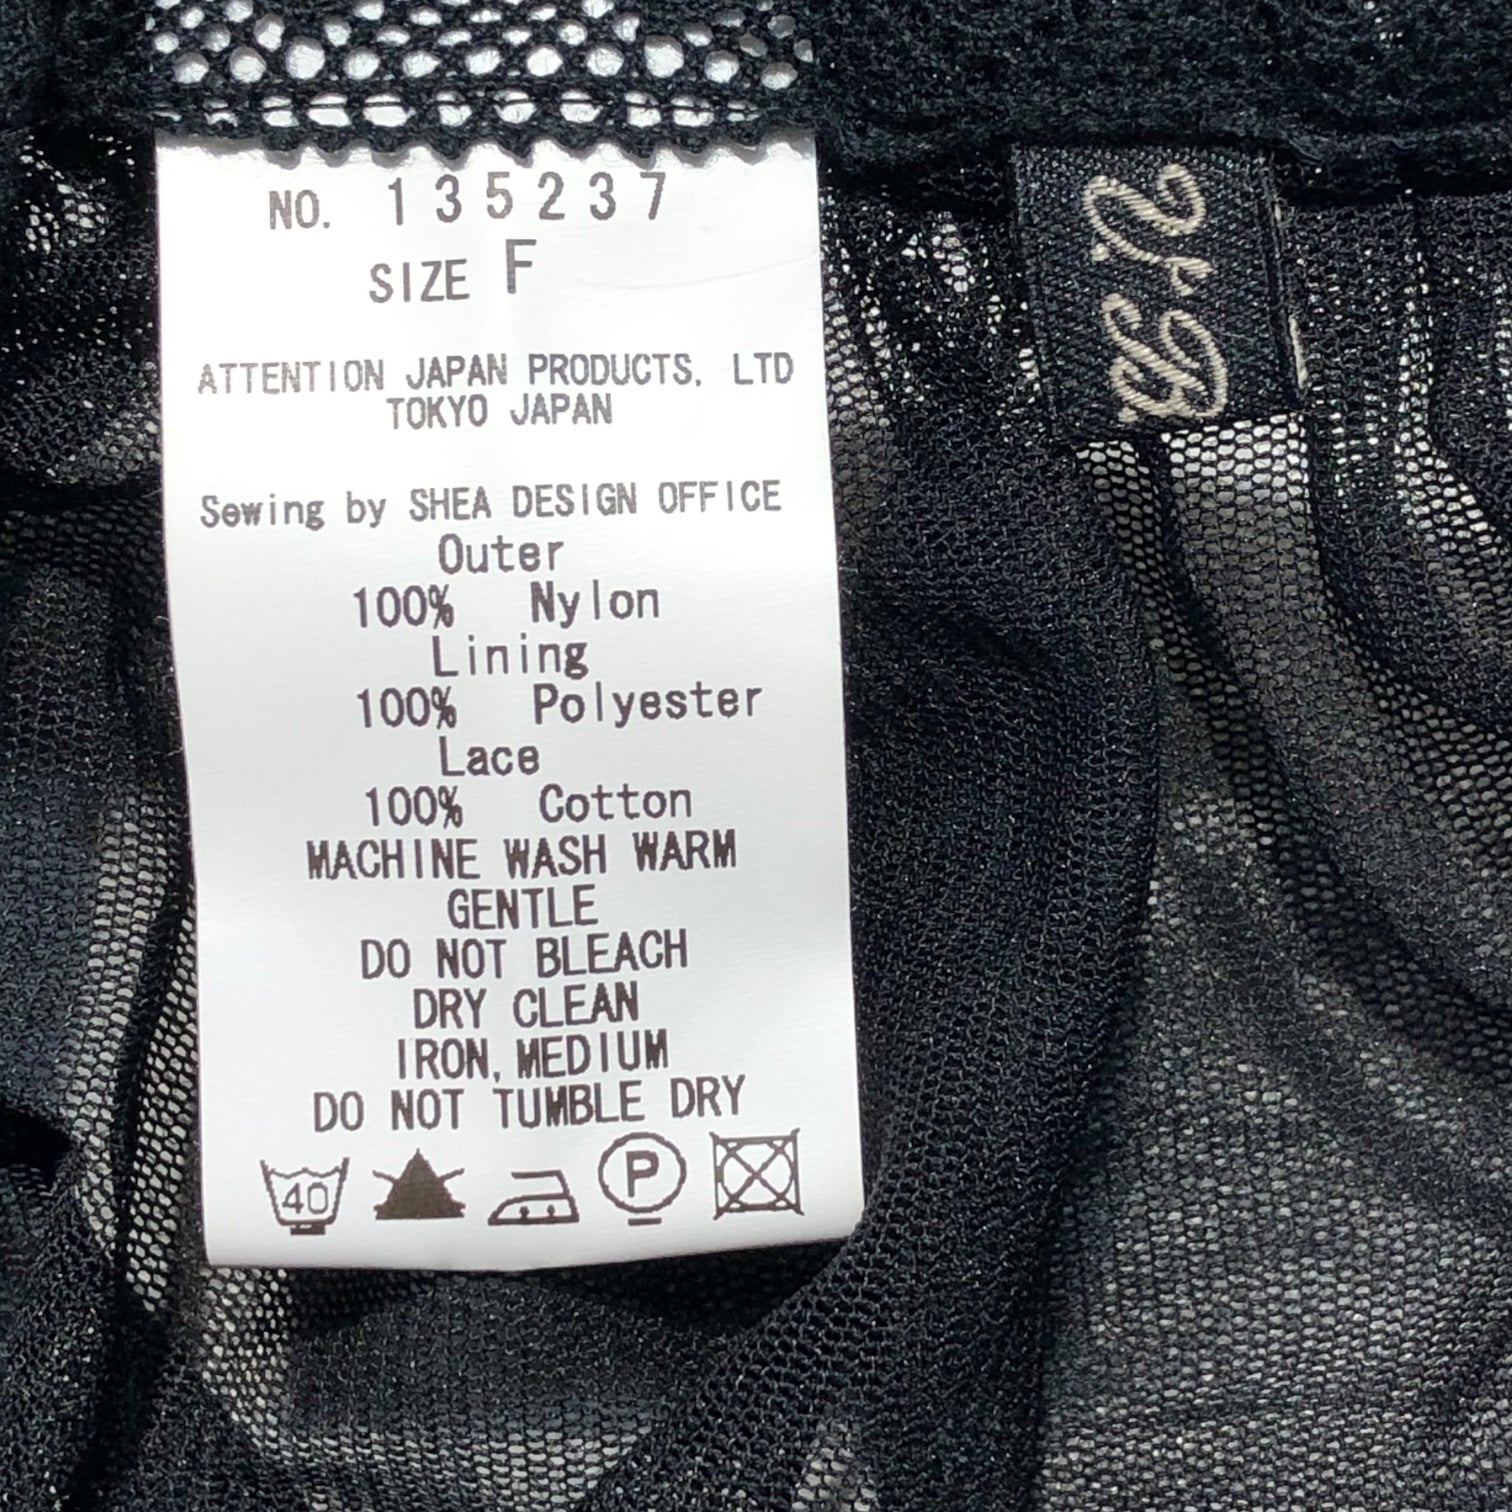 NO. 135237
SIZE F
ATTENTION JAPAN PRODUCTS, LTD
TOKYO JAPAN
Sewing by SHEA DESIGN OFFICE
Outer
100% Nylon
Lining
100% Polyester
Lace
100% Cotton
MACHINE WASH WARM
GENTLE
DO NOT BLEACH
DRY CLEAN
IRON, MEDIUM
DO NOT TUMBLE DRY
40
P